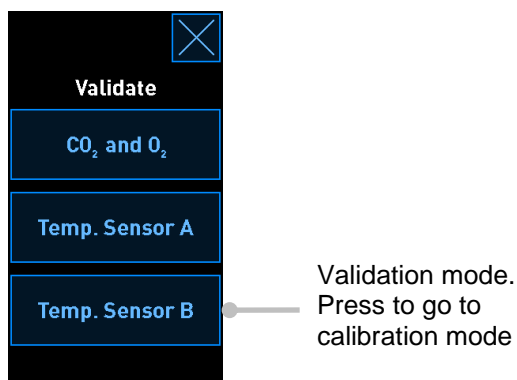 Validate
CO₂ and O₂
Temp. Sensor A
Temp. Sensor B
Validation mode.
Press to go to
calibration mode